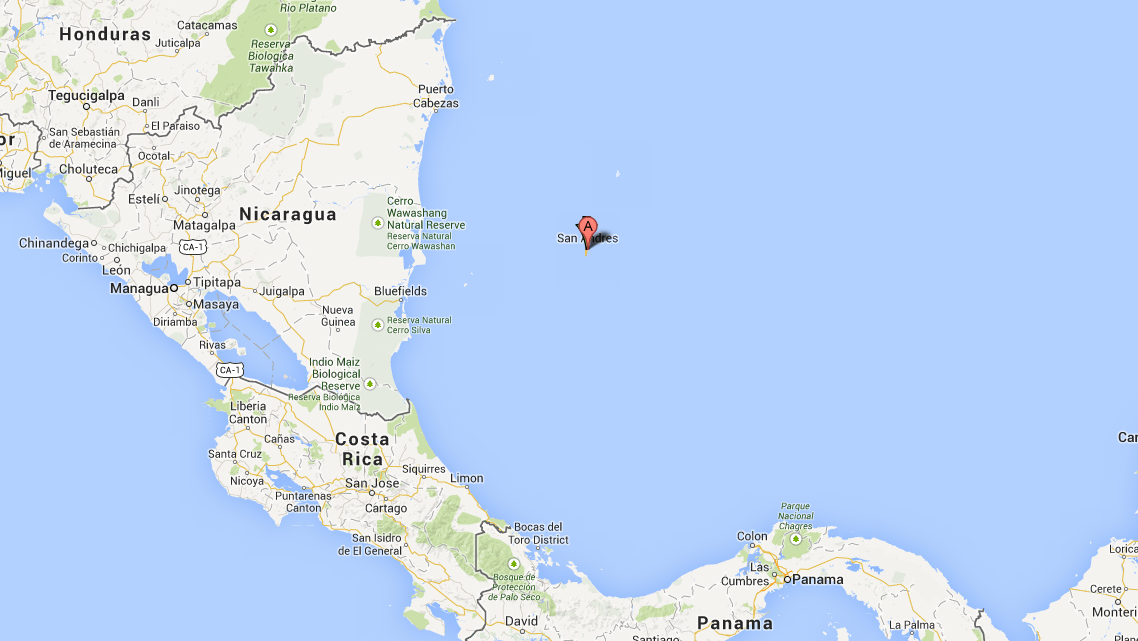 Rio Platano
Catacamas
Honduras
Juticalpa
Reserva
Biologica
Tawahka
Puerto
Cabezas
Tegucigalpa
Danli
El Paraiso
San Sebastián
de Aramecina
or
Ocotal
Miguel
Choluteca
Jinotega
Estelí
Nicaragua
Matagalpa
Cerro
Wawashang
Natural Reserve
Reserva Natural
Cerro Wawashan
A
San Andres
Chinandega
Chichigalpa
CA-1
Corinto
León
Managua
Tipitapa
Masaya
Juigalpa
Bluefields
Diriamba
Nueva
Guinea
Reserva Natural
Cerro Silva
Rivas
CA-1
Indio Maiz
Biological
Reserve
Reserva Biológica
Indio Maiz
Liberia
Canton
Cañas
Costa
Rica
Santa Cruz
Nicoya
Siquirres
Limon
San Jose
Puntarenas
Canton
Cartago
San Isidro
de El General
Bocas del
Toro District
Bosque de
Protección
de Palo Seco
David
Parque
Nacional
Chagres
Colon
Las
Cumbres
Panama
Panama
Santiago
La Palma
Car
Lorica
Cerete
Monteri
Plan